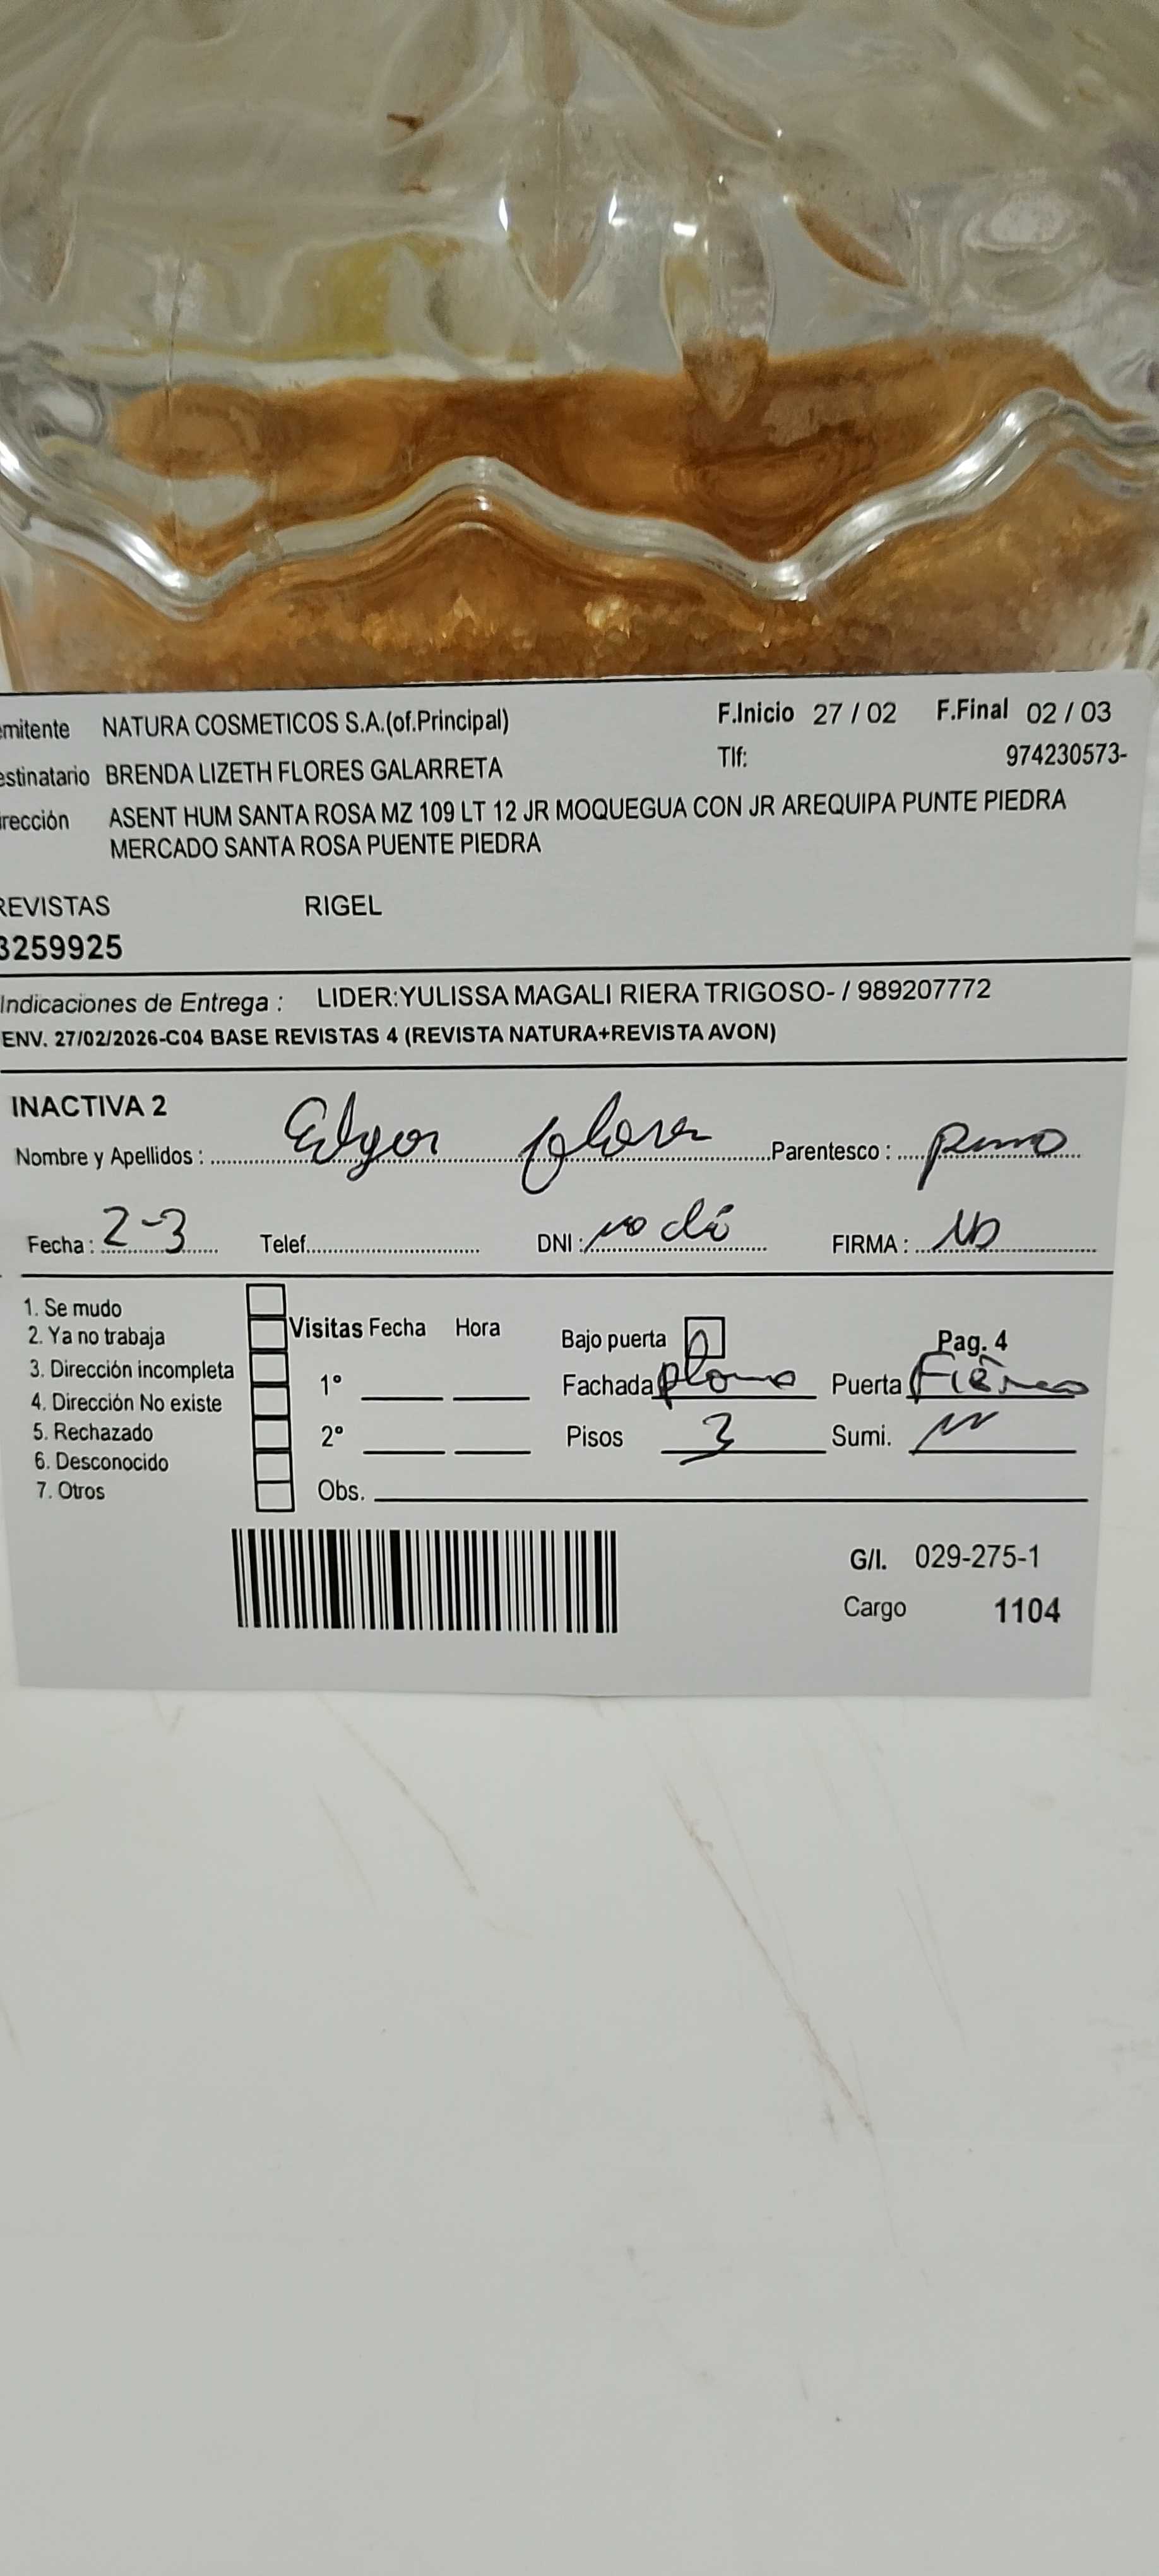 mitente NATURA COSMETICOS S.A.(of.Principal) F.Inicio 27 / 02 F.Final 02 / 03
Tlf: 974230573-
estinatario BRENDA LIZETH FLORES GALARRETA
irección ASENT HUM SANTA ROSA MZ 109 LT 12 JR MOQUEGUA CON JR AREQUIPA PUNTE PIEDRA
MERCADO SANTA ROSA PUENTE PIEDRA
REVISTAS RIGEL
3259925
Indicaciones de Entrega : LIDER:YULISSA MAGALI RIERA TRIGOSO- / 989207772
ENV. 27/02/2026-C04 BASE REVISTAS 4 (REVISTA NATURA+REVISTA AVON)
INACTIVA 2
Nombre y Apellidos : Edgar flores Parentesco :
Fecha : 2-3 Telef. DNI : no dió FIRMA :
1. Se mudo
2. Ya no trabaja
3. Dirección incompleta
4. Dirección No existe
5. Rechazado
6. Desconocido
7. Otros
Visitas Fecha Hora
1°
2°
Obs.
Bajo puerta Pag. 4
Fachada plomo Puerta Fierro
Pisos 3 Sumi.
G/I. 029-275-1
Cargo 1104